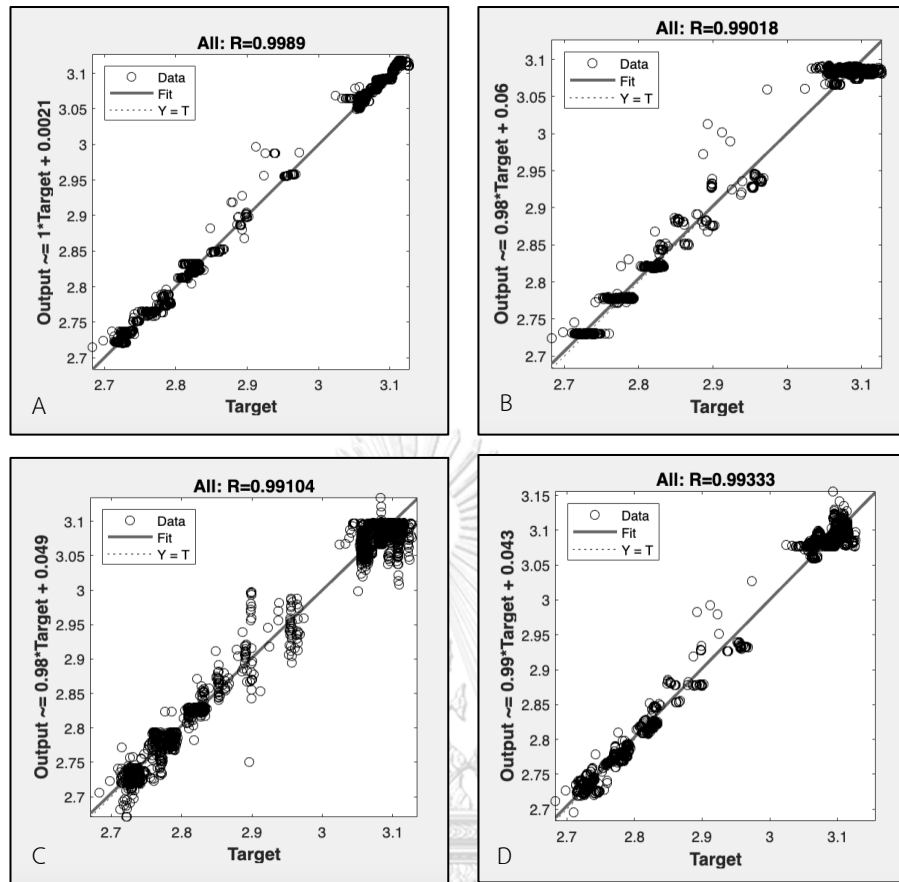 All: R=0.9989
Output ~= 1*Target + 0.0021
3.1
3.05
3
2.95
2.9
2.85
2.8
2.75
2.7
Data
Fit
Y = T
2.7 2.8 2.9 3 3.1
Target
A
All: R=0.99018
Output ~= 0.98*Target + 0.06
3.1
3.05
3
2.95
2.9
2.85
2.8
2.75
2.7
Data
Fit
Y = T
2.7 2.8 2.9 3 3.1
Target
B
All: R=0.99104
Output ~= 0.98*Target + 0.049
3.1
3.05
3
2.95
2.9
2.85
2.8
2.75
2.7
Data
Fit
Y = T
2.7 2.8 2.9 3 3.1
Target
C
All: R=0.99333
Output ~= 0.99*Target + 0.043
3.15
3.1
3.05
3
2.95
2.9
2.85
2.8
2.75
2.7
Data
Fit
Y = T
2.7 2.8 2.9 3 3.1
Target
D